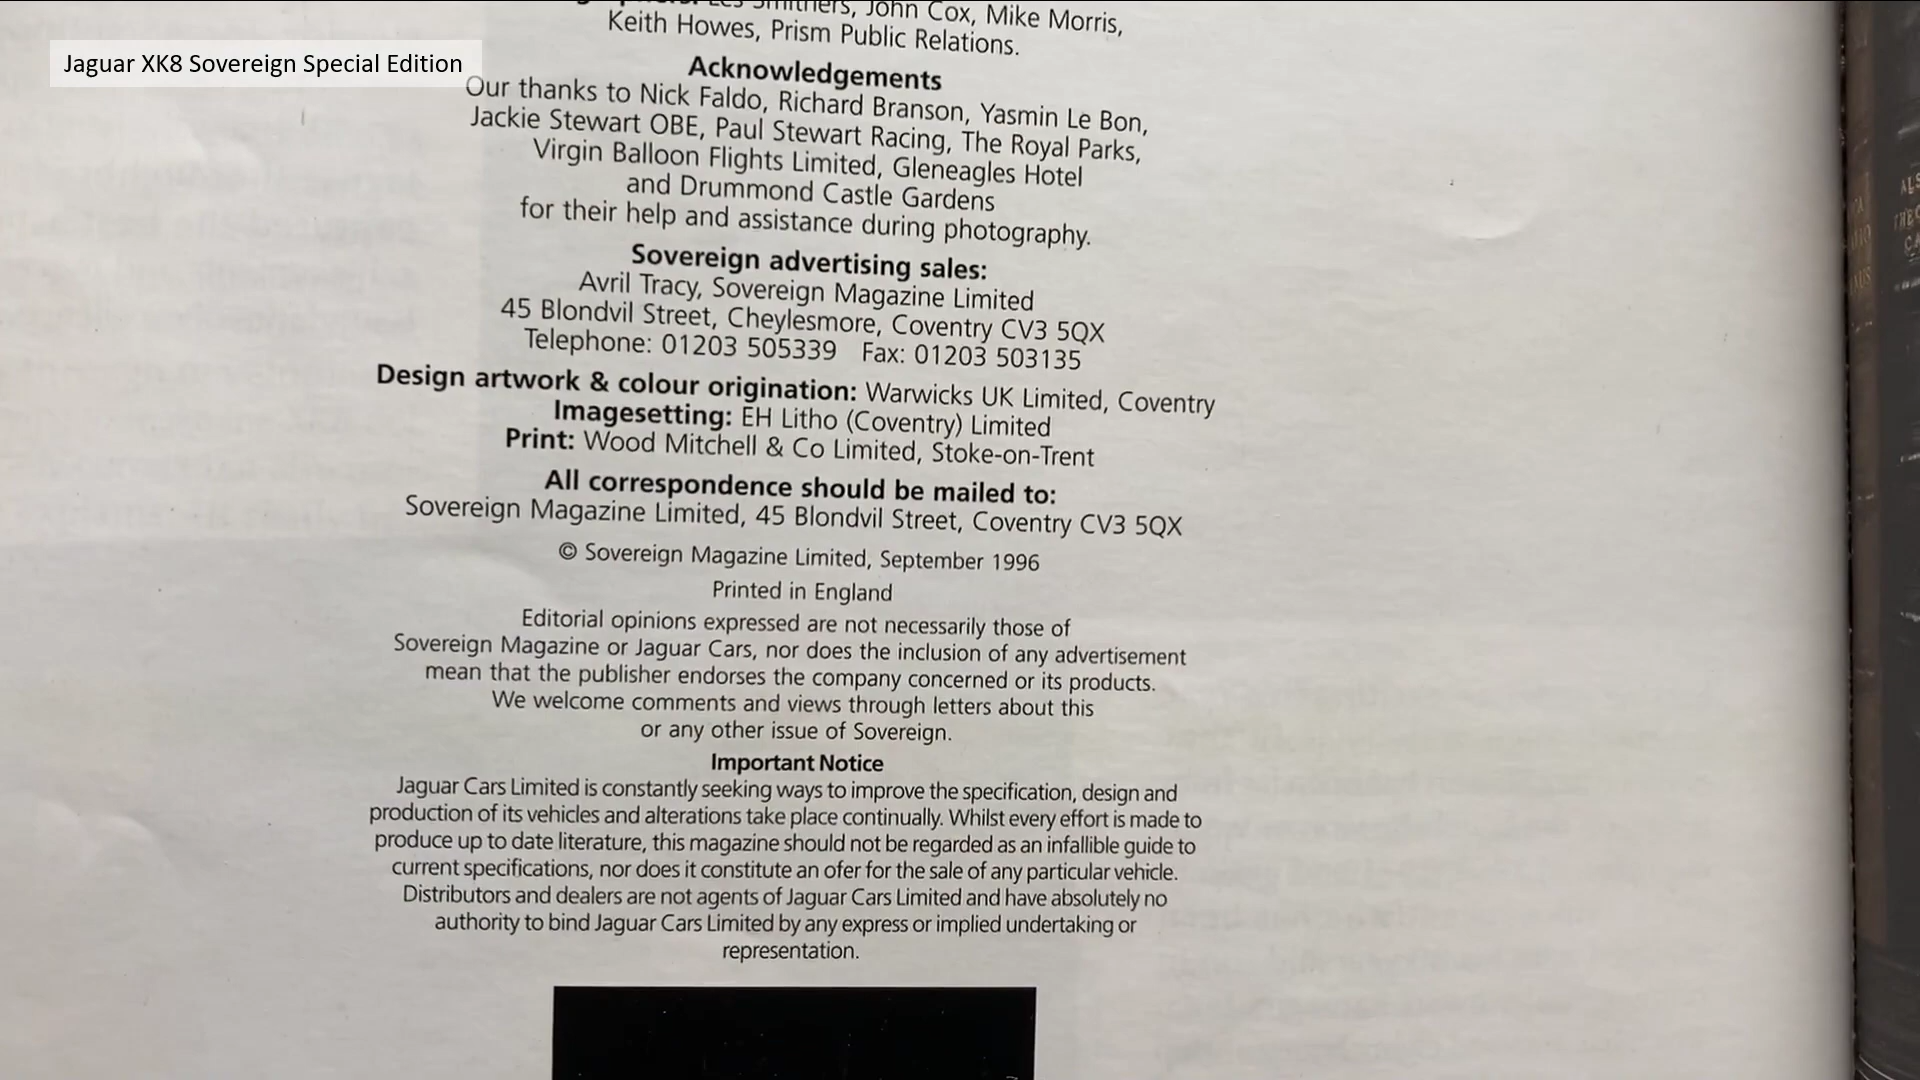 Smithers, John Cox, Mike Morris,
Keith Howes, Prism Public Relations.
Jaguar XK8 Sovereign Special Edition
Acknowledgements
Our thanks to Nick Faldo, Richard Branson, Yasmin Le Bon,
Jackie Stewart OBE, Paul Stewart Racing, The Royal Parks,
Virgin Balloon Flights Limited, Gleneagles Hotel
and Drummond Castle Gardens
for their help and assistance during photography.
Sovereign advertising sales:
Avril Tracy, Sovereign Magazine Limited
45 Blondvil Street, Cheylesmore, Coventry CV3 5QX
Telephone: 01203 505339 Fax: 01203 503135
Design artwork & colour origination: Warwicks UK Limited, Coventry
Imagesetting: EH Litho (Coventry) Limited
Print: Wood Mitchell & Co Limited, Stoke-on-Trent
All correspondence should be mailed to:
Sovereign Magazine Limited, 45 Blondvil Street, Coventry CV3 5QX
© Sovereign Magazine Limited, September 1996
Printed in England
Editorial opinions expressed are not necessarily those of
Sovereign Magazine or Jaguar Cars, nor does the inclusion of any advertisement
mean that the publisher endorses the company concerned or its products.
We welcome comments and views through letters about this
or any other issue of Sovereign.
Important Notice
Jaguar Cars Limited is constantly seeking ways to improve the specification, design and
production of its vehicles and alterations take place continually. Whilst every effort is made to
produce up to date literature, this magazine should not be regarded as an infallible guide to
current specifications, nor does it constitute an ofer for the sale of any particular vehicle.
Distributors and dealers are not agents of Jaguar Cars Limited and have absolutely no
authority to bind Jaguar Cars Limited by any express or implied undertaking or
representation.